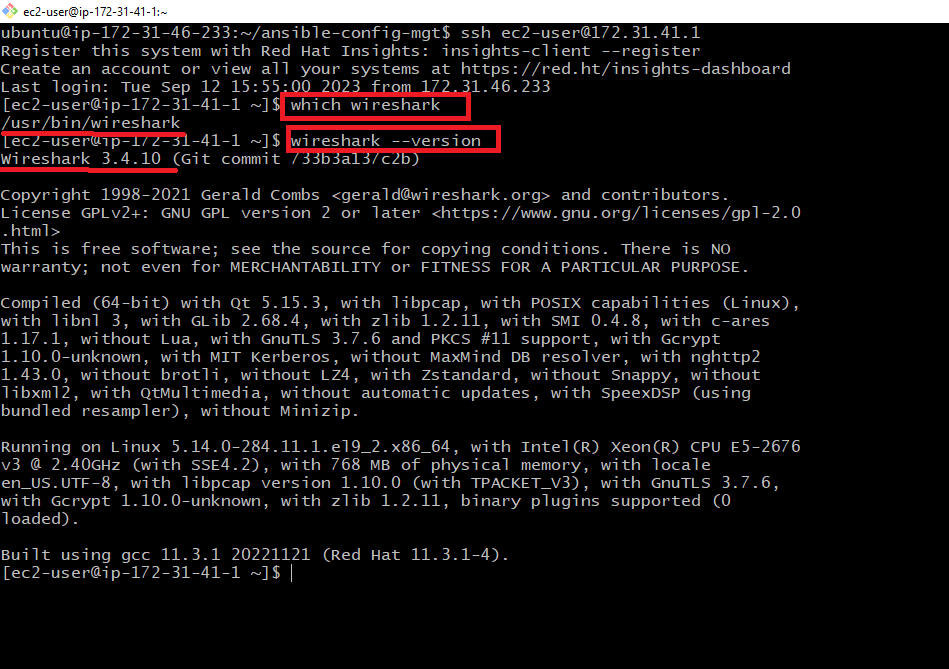 ec2-user@ip-172-31-41-1:~
ubuntu@ip-172-31-46-233:~/ansible-config-mgt$ ssh ec2-user@172.31.41.1
Register this system with Red Hat Insights: insights-client --register
Create an account or view all your systems at https://red.ht/insights-dashboard
Last login: Tue Sep 12 15:55:00 2023 from 172.31.46.233
[ec2-user@ip-172-31-41-1 ~]$ which wireshark
/usr/bin/wireshark
[ec2-user@ip-172-31-41-1 ~]$ wireshark --version
Wireshark 3.4.10 (Git commit 733b3a137c2b)
Copyright 1998-2021 Gerald Combs <gerald@wireshark.org> and contributors.
License GPLv2+: GNU GPL version 2 or later <https://www.gnu.org/licenses/gpl-2.0
.html>
This is free software; see the source for copying conditions. There is NO
warranty; not even for MERCHANTABILITY or FITNESS FOR A PARTICULAR PURPOSE.
Compiled (64-bit) with Qt 5.15.3, with libpcap, with POSIX capabilities (Linux),
with libnl 3, with GLib 2.68.4, with zlib 1.2.11, with SMI 0.4.8, with c-ares
1.17.1, without Lua, with GnuTLS 3.7.6 and PKCS #11 support, with Gcrypt
1.10.0-unknown, with MIT Kerberos, without MaxMind DB resolver, with nghttp2
1.43.0, without brotli, without LZ4, with Zstandard, without Snappy, without
libxml2, with QtMultimedia, without automatic updates, with SpeexDSP (using
bundled resampler), without Minizip.
Running on Linux 5.14.0-284.11.1.el9_2.x86_64, with Intel(R) Xeon(R) CPU E5-2676
v3 @ 2.40GHz (with SSE4.2), with 768 MB of physical memory, with locale
en_US.UTF-8, with libpcap version 1.10.0 (with TPACKET_V3), with GnuTLS 3.7.6,
with Gcrypt 1.10.0-unknown, with zlib 1.2.11, binary plugins supported (0
loaded).
Built using gcc 11.3.1 20221121 (Red Hat 11.3.1-4).
[ec2-user@ip-172-31-41-1 ~]$